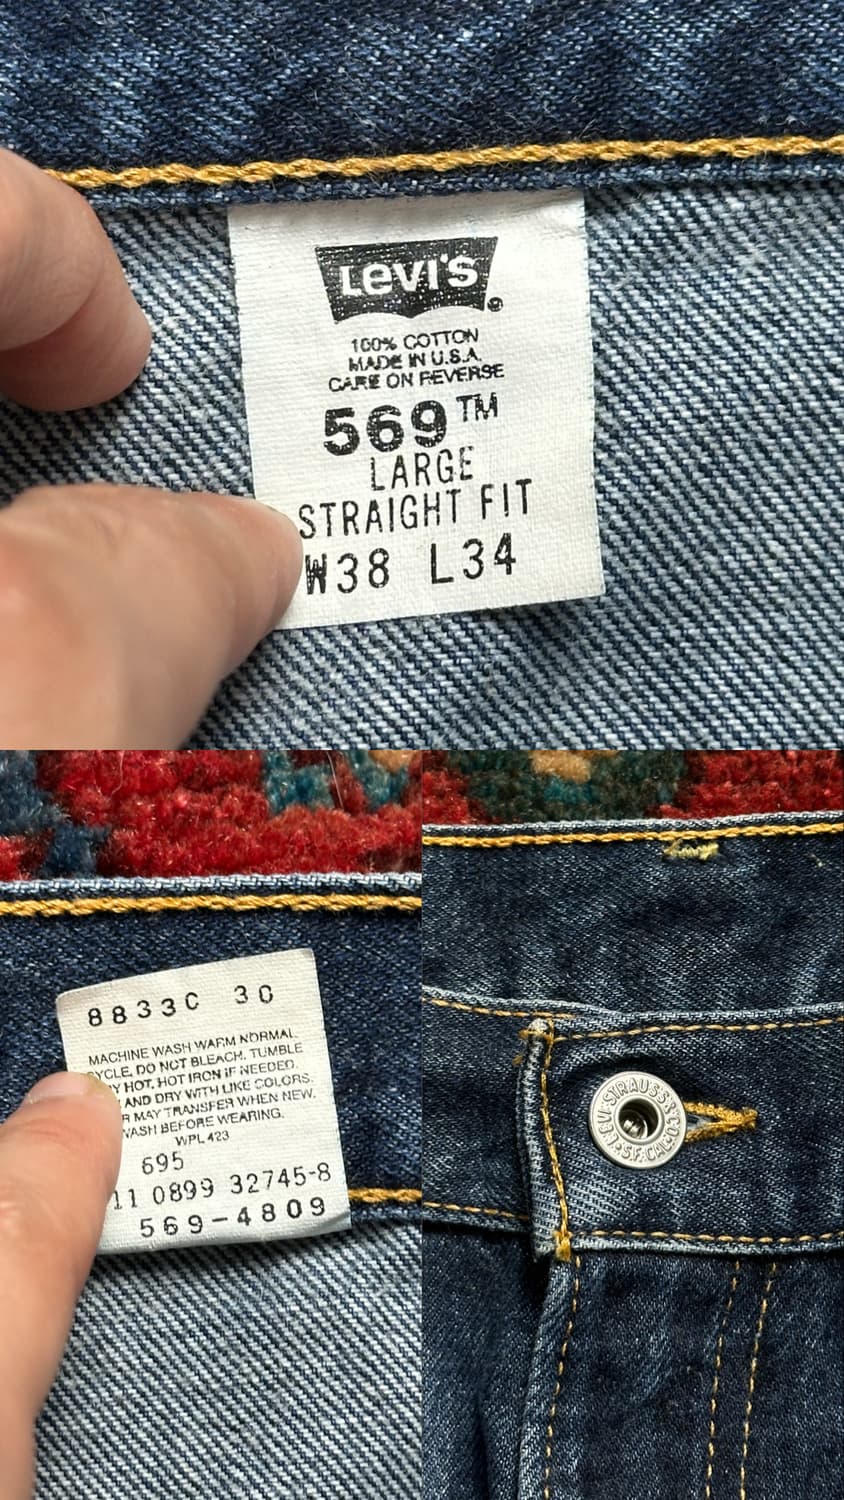 LEVI'S®
100% COTTON
MADE IN U.S.A.
CARE ON REVERSE
569™
LARGE
STRAIGHT FIT
W38 L34
8833C 30
MACHINE WASH WARM NORMAL
CYCLE, DO NOT BLEACH. TUMBLE
HOT, HOT IRON IF NEEDED.
AND DRY WITH LIKE COLORS.
MAY TRANSFER WHEN NEW.
WASH BEFORE WEARING.
WPL 423
695
11 0899 32745-8
569-4809
LEVI STRAUSS & CO.
S.F. CAL.